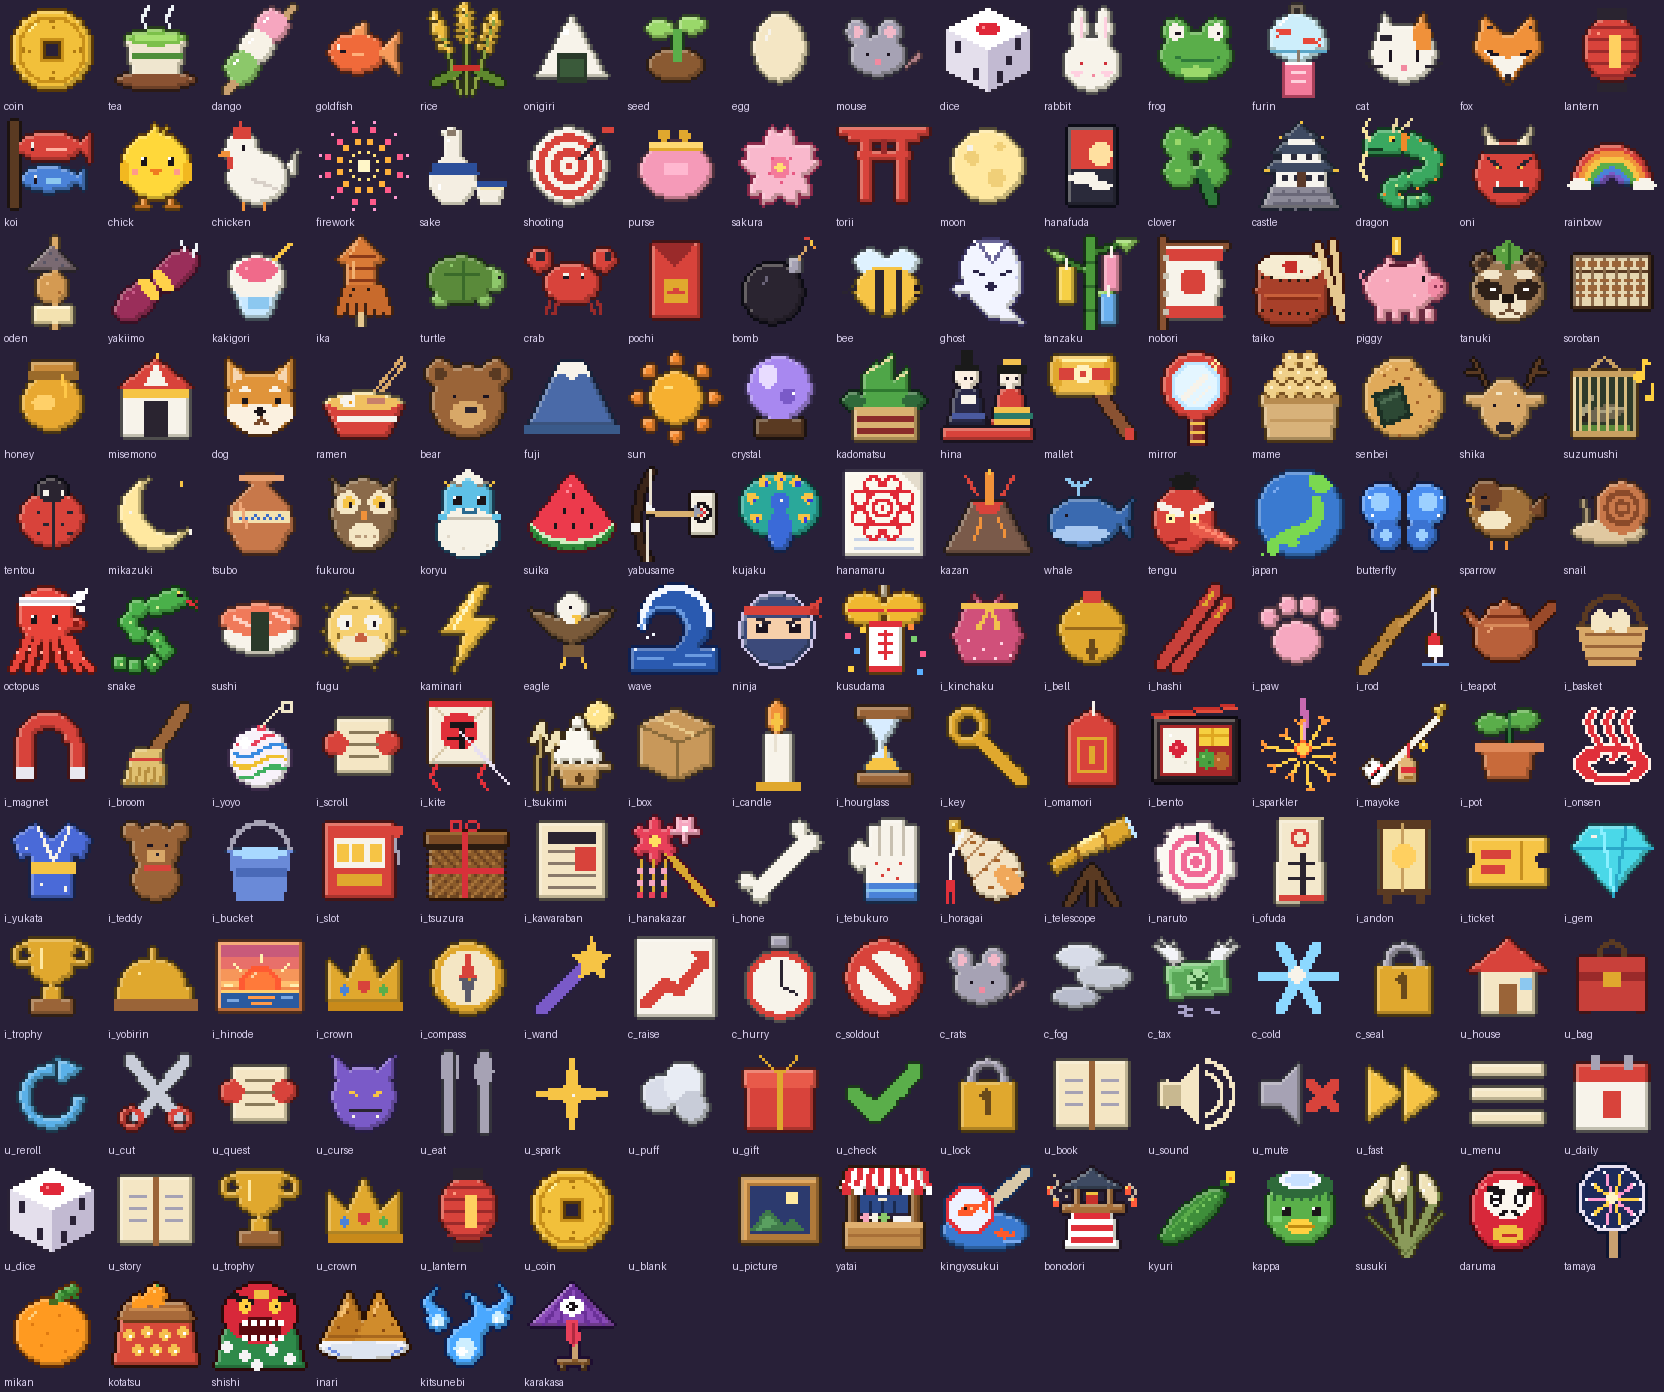 coin tea dango goldfish rice onigiri seed egg mouse dice rabbit frog furin cat fox lantern
koi chick chicken firework sake shooting purse sakura torii moon hanafuda clover castle dragon oni rainbow
oden yakiimo kakigori ika turtle crab pochi bomb bee ghost tanzaku nobori taiko piggy tanuki soroban
honey misemono dog ramen bear fuji sun crystal kadomatsu hina mallet mirror mame senbei shika suzumushi
tentou mikazuki tsubo fukurou koryu suika yabusame kujaku hanamaru kazan whale tengu japan butterfly sparrow snail
octopus snake sushi fugu kaminari eagle wave ninja kusudama i_kinchaku i_bell i_hashi i_paw i_rod i_teapot i_basket
i_magnet i_broom i_yoyo i_scroll i_kite i_tsukimi i_box i_candle i_hourglass i_key i_omamori i_bento i_sparkler i_mayoke i_pot i_onsen
i_yukata i_teddy i_bucket i_slot i_tsuzura i_kawaraban i_hanakazar i_hone i_tebukuro i_horagai i_telescope i_naruto i_ofuda i_andon i_ticket i_gem
i_trophy i_yobirin i_hinode i_crown i_compass i_wand c_raise c_hurry c_soldout c_rats c_fog c_tax c_cold c_seal u_house u_bag
u_reroll u_cut u_quest u_curse u_eat u_spark u_puff u_gift u_check u_lock u_book u_sound u_mute u_fast u_menu u_daily
u_dice u_story u_trophy u_crown u_lantern u_coin u_blank u_picture yatai kingyosukui bonodori kyuri kappa susuki daruma tamaya
mikan kotatsu shishi inari kitsunebi karakasa